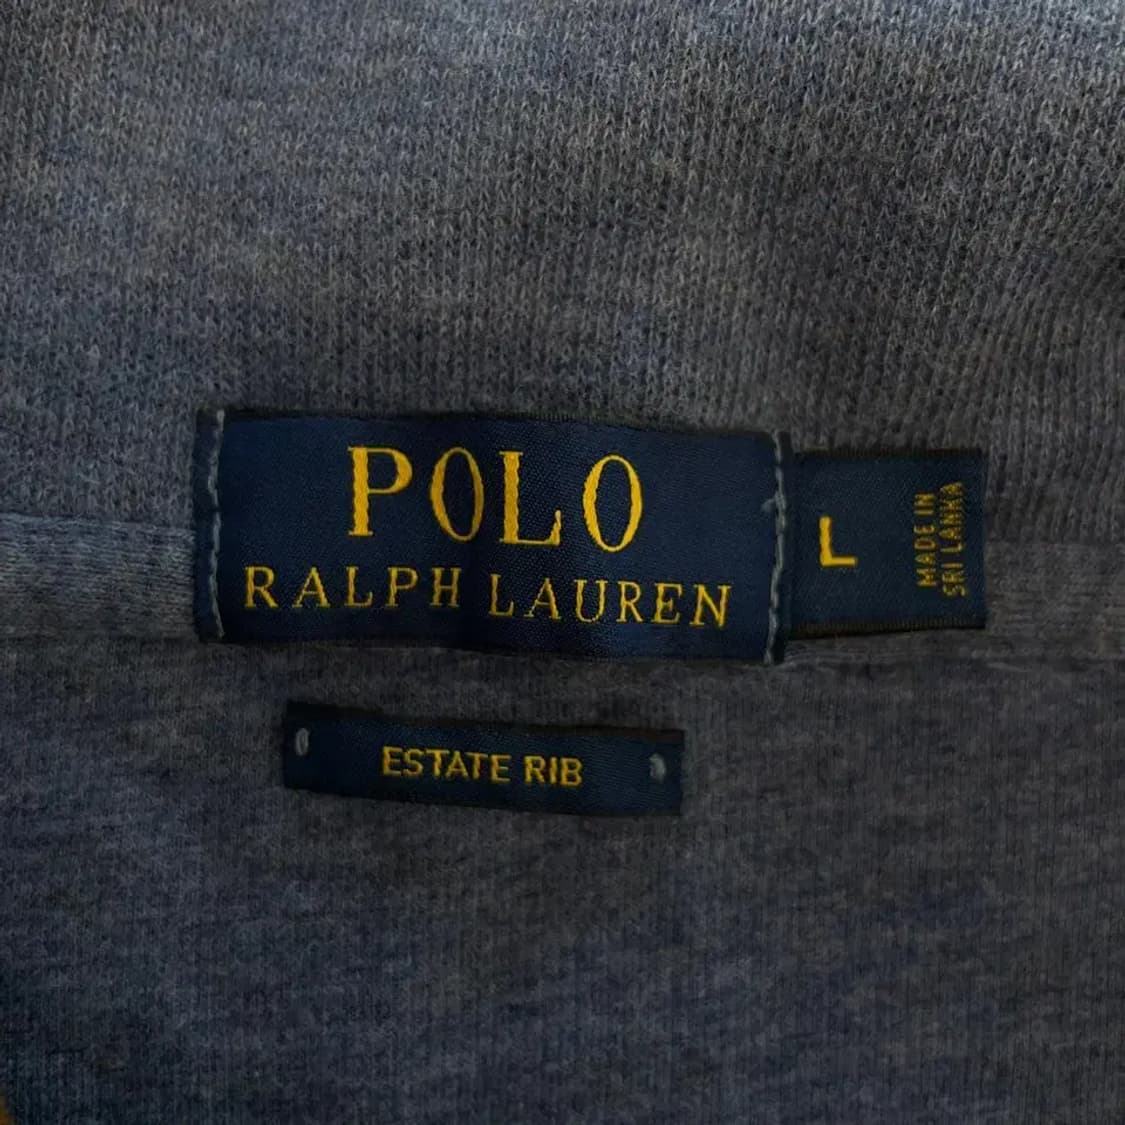 POLO
RALPH LAUREN
L
MADE IN
SRI LANKA
ESTATE RIB